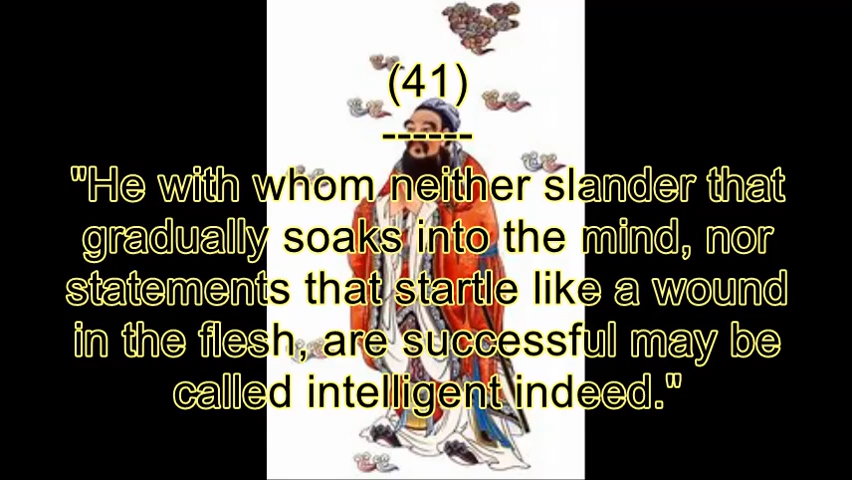 (41)
------
"He with whom neither slander that
gradually soaks into the mind, nor
statements that startle like a wound
in the flesh, are successful may be
called intelligent indeed."